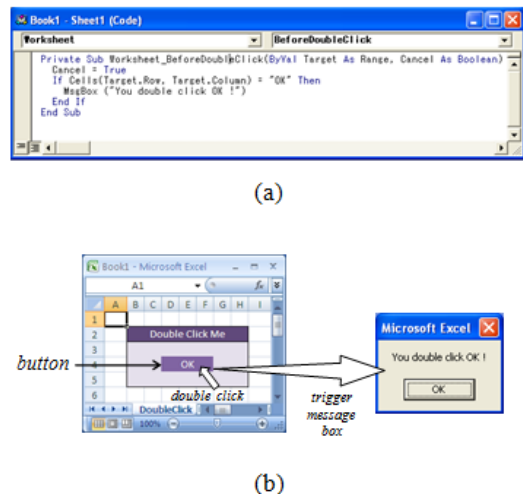 Book1 - Sheet1 (Code)
Worksheet BeforeDoubleClick
Private Sub Worksheet_BeforeDoubleClick(ByVal Target As Range, Cancel As Boolean)
Cancel = True
If Cells(Target.Row, Target.Column) = "OK" Then
MsgBox ("You double click OK !")
End If
End Sub
(a)
Book1 - Microsoft Excel
A1 fx
A B C D E F G H I
1
2 Double Click Me
3
button OK
5
6
double click
DoubleClick
100%
Microsoft Excel
You double click OK !
OK
trigger
message
box
(b)